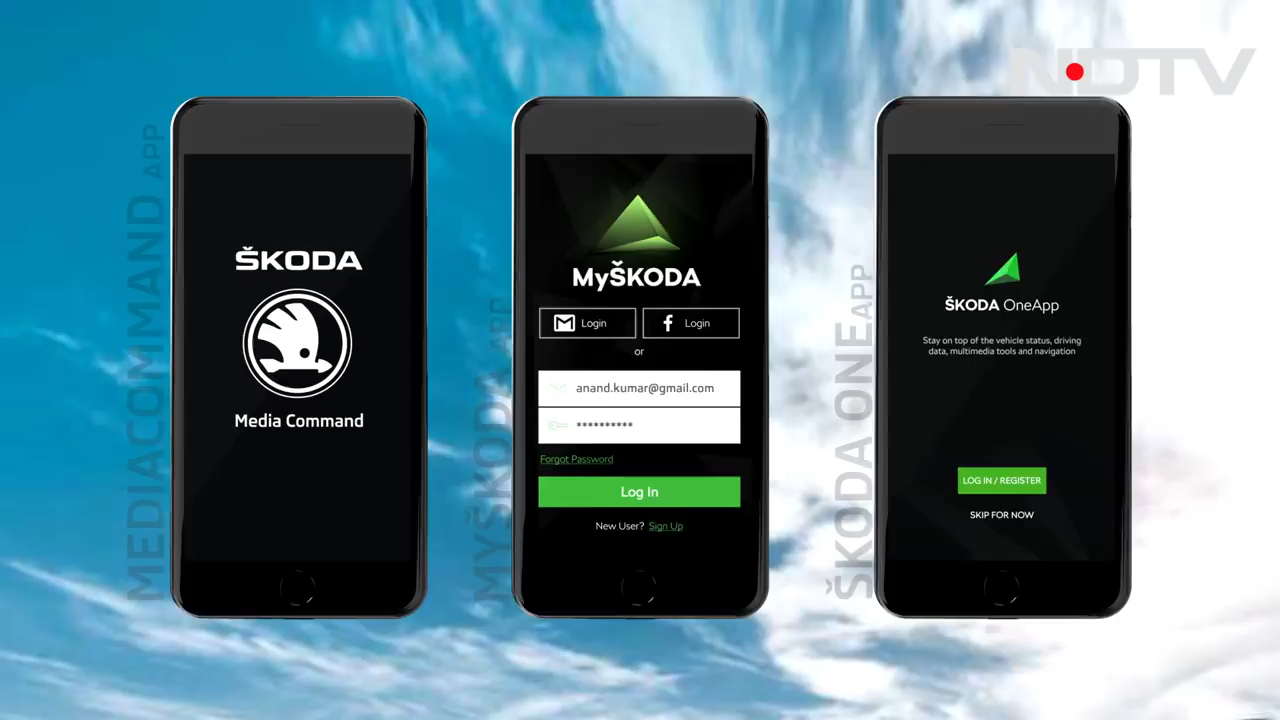 NDTV
MEDIACOMMAND APP
ŠKODA
Media Command
MYŠKODA APP
MyŠKODA
Login
Login
or
anand.kumar@gmail.com
**********
Forgot Password
Log In
New User? Sign Up
ŠKODA ONEAPP
ŠKODA OneApp
Stay on top of the vehicle status, driving
data, multimedia tools and navigation
LOG IN / REGISTER
SKIP FOR NOW